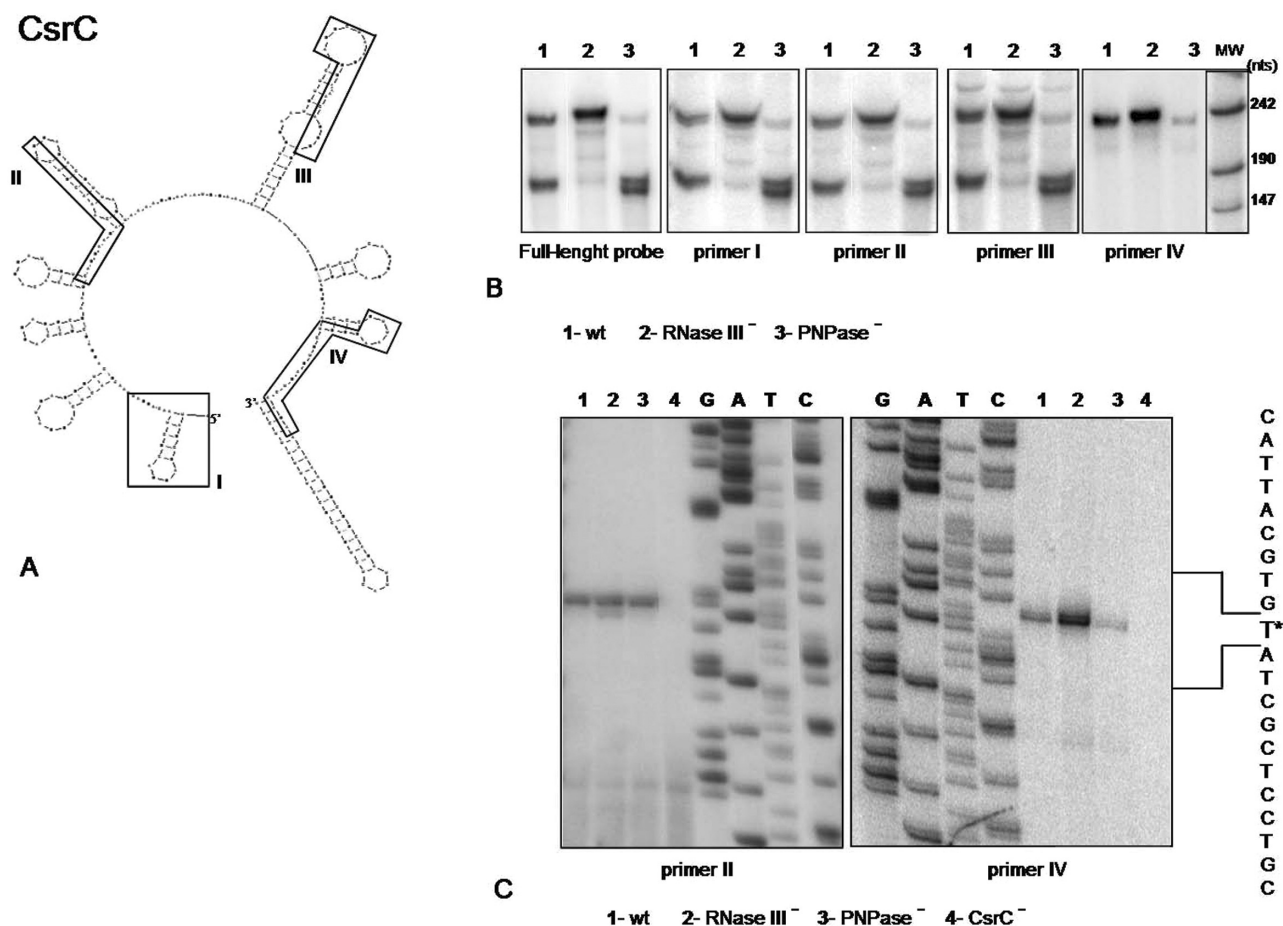 CsrC
II
III
IV
3'
5'
I
A
1 2 3 1 2 3 1 2 3 1 2 3 1 2 3 MW
(nts)
242
190
147
Full-lenght probe primer I primer II primer III primer IV
B
1- wt 2- RNase III⁻ 3- PNPase⁻
1 2 3 4 G A T C G A T C 1 2 3 4
C
A
T
T
A
C
G
T
G
T*
A
T
C
G
C
T
C
C
T
G
C
primer II primer IV
C
1- wt 2- RNase III⁻ 3- PNPase⁻ 4- CsrC⁻